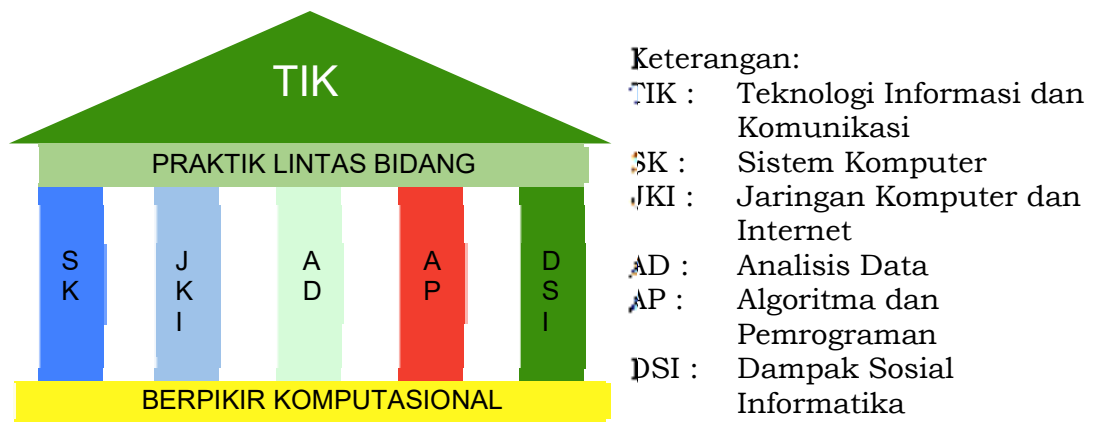 TIK
PRAKTIK LINTAS BIDANG
S
K
J
K
I
A
D
A
P
D
S
I
BERPIKIR KOMPUTASIONAL
Keterangan:
TIK : Teknologi Informasi dan
Komunikasi
SK : Sistem Komputer
JKI : Jaringan Komputer dan
Internet
AD : Analisis Data
AP : Algoritma dan
Pemrograman
DSI : Dampak Sosial
Informatika